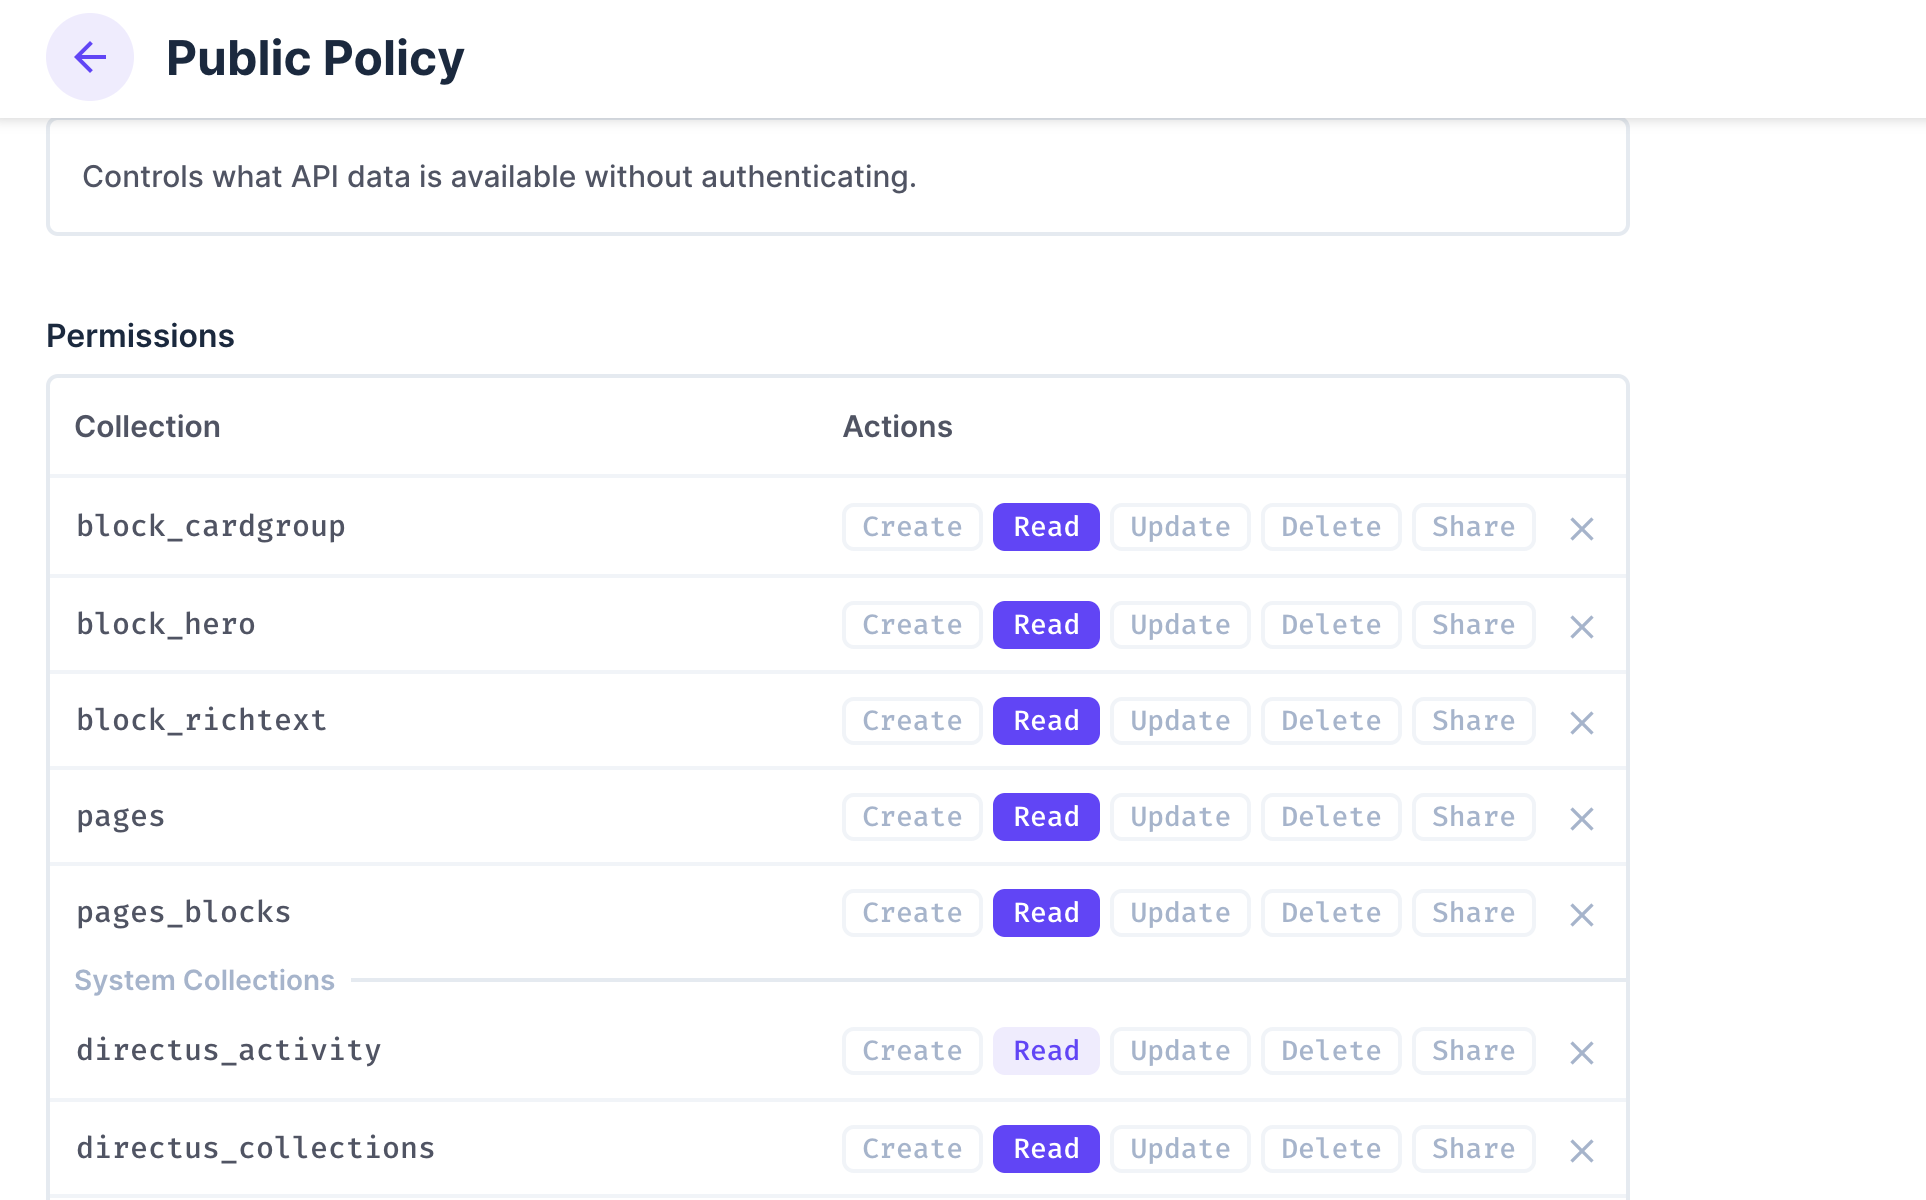 Public Policy
Controls what API data is available without authenticating.
Permissions
Collection Actions
block_cardgroup Create Read Update Delete Share
block_hero Create Read Update Delete Share
block_richtext Create Read Update Delete Share
pages Create Read Update Delete Share
pages_blocks Create Read Update Delete Share
System Collections
directus_activity Create Read Update Delete Share
directus_collections Create Read Update Delete Share